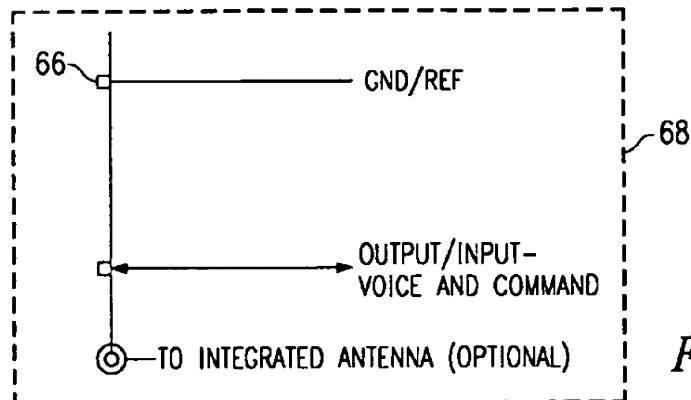 66
GND/REF
68
OUTPUT/INPUT-
VOICE AND COMMAND
TO INTEGRATED ANTENNA (OPTIONAL)
F